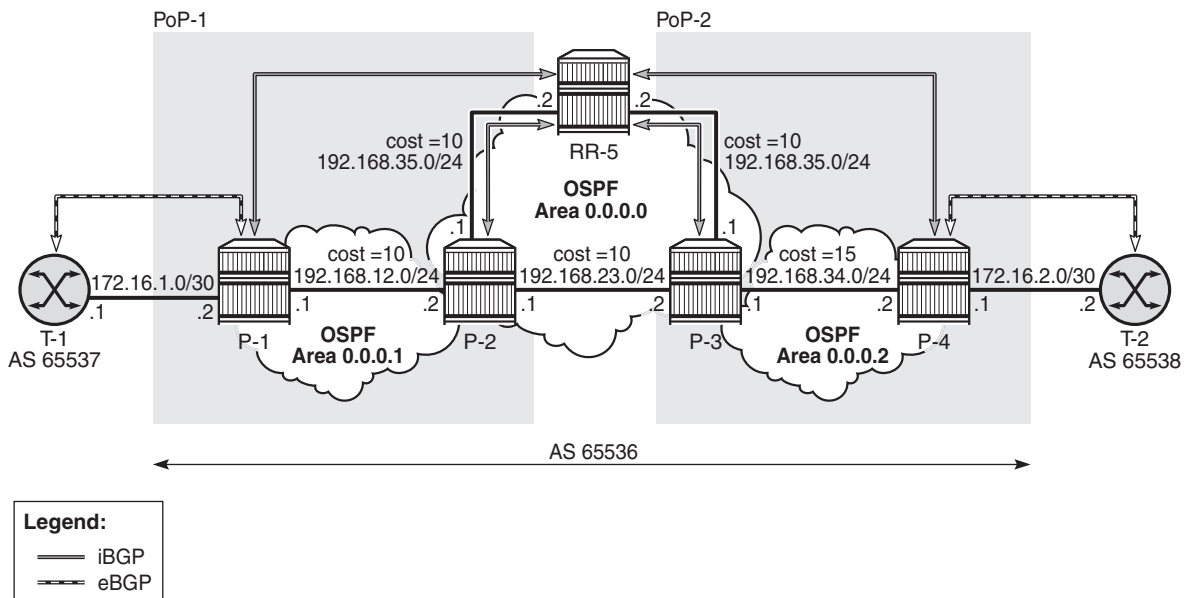 PoP-1
PoP-2
.2
.2
RR-5
cost =10
192.168.35.0/24
cost =10
192.168.35.0/24
OSPF
Area 0.0.0.0
.1
.1
172.16.1.0/30
cost =10
192.168.12.0/24
192.168.23.0/24
cost =10
cost =15
192.168.34.0/24
172.16.2.0/30
.1
.2
.1
.2
.1
.2
.1
.2
.1
.2
T-1
AS 65537
P-1
OSPF
Area 0.0.0.1
P-2
P-3
OSPF
Area 0.0.0.2
P-4
T-2
AS 65538
AS 65536
Legend:
iBGP
eBGP